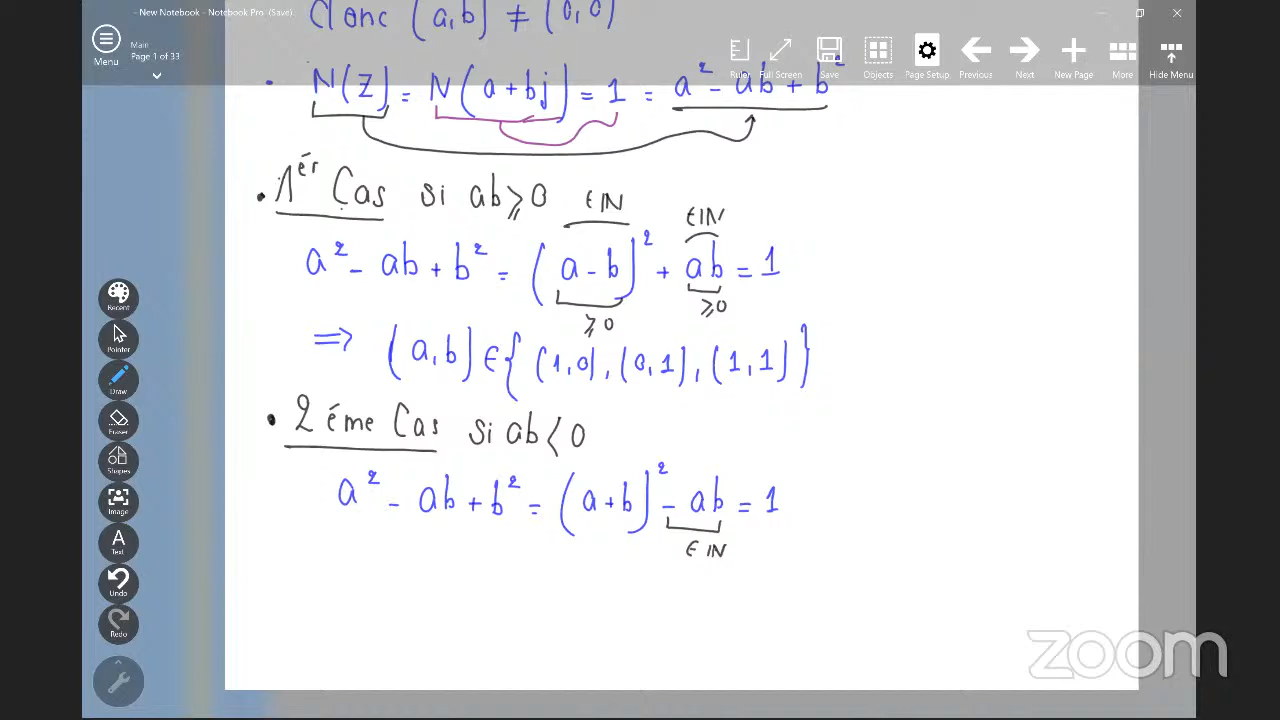 - New Notebook - Notebook Pro (Save).
Donc (a,b) ≠ (0,0)
Main
Page 1 of 33
Menu
Ruler Full Screen Save Objects Page Setup Previous Next New Page More Hide Menu
• N(Z) = N(a+bj) = 1 = a² - ab + b²
• 1ér Cas si ab ⩾ 0 ∈ IN
∈ IN
a² - ab + b² = (a - b)² + ab = 1
⩾ 0 ⩾ 0
⟹ (a,b) ∈ { (1,0), (0,1), (1,1) }
• 2éme Cas si ab < 0
a² - ab + b² = (a+b)² - ab = 1
∈ IN
Recent
Pointer
Draw
Eraser
Shapes
Image
Text
Undo
Redo
zoom